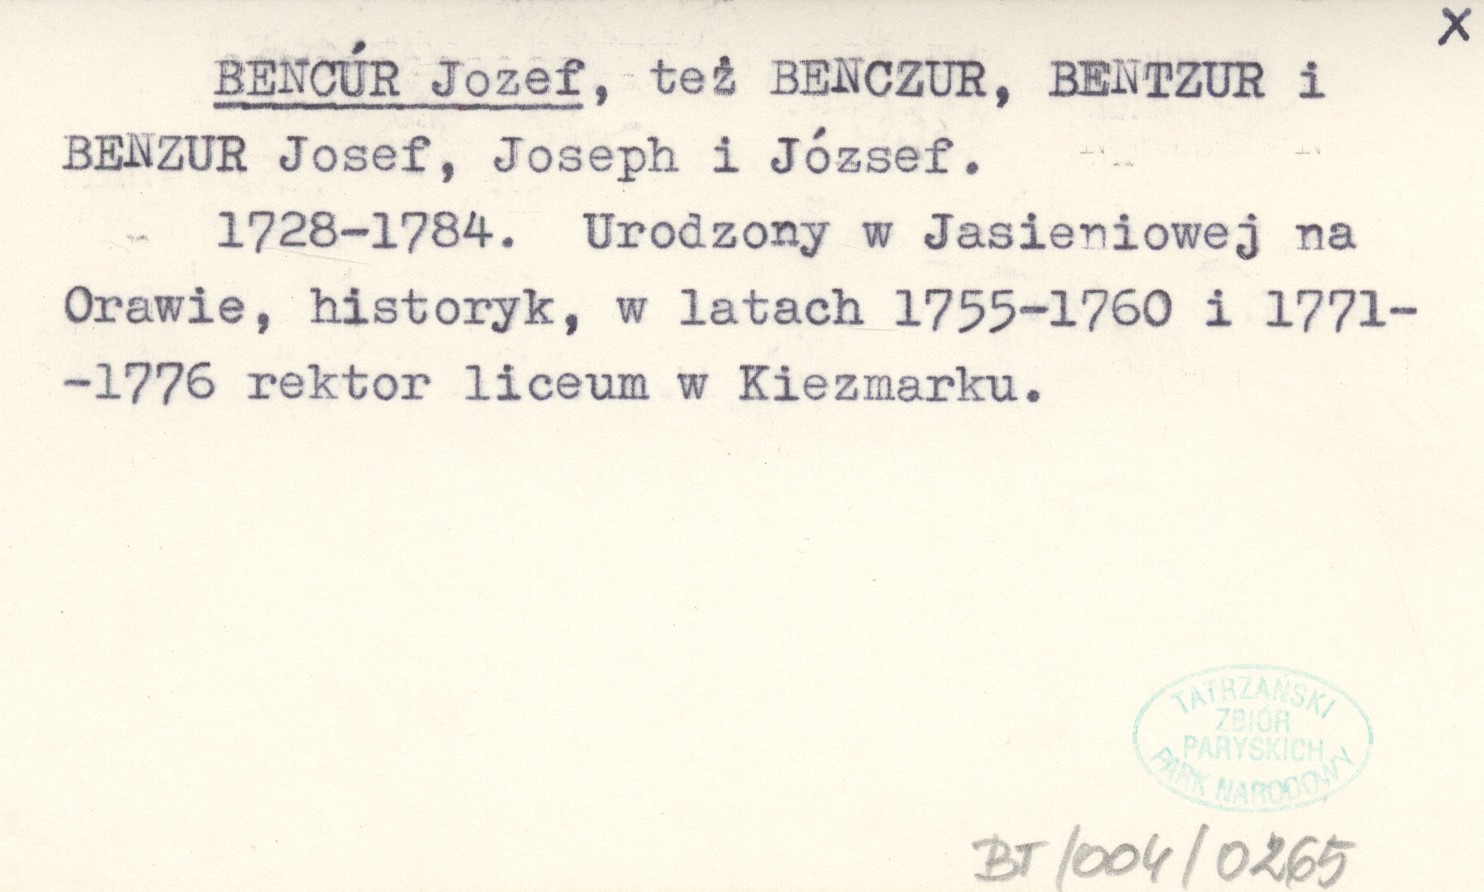 x
BENCÚR Jozef, też BENCZUR, BENTZUR i
BENZUR Josef, Joseph i József.
1728-1784. Urodzony w Jasieniowej na
Orawie, historyk, w latach 1755-1760 i 1771-
-1776 rektor liceum w Kiezmarku.
TATRZAŃSKI
ZBIÓR
PARYSKICH
PARK NARODOWY
BT/004/0265